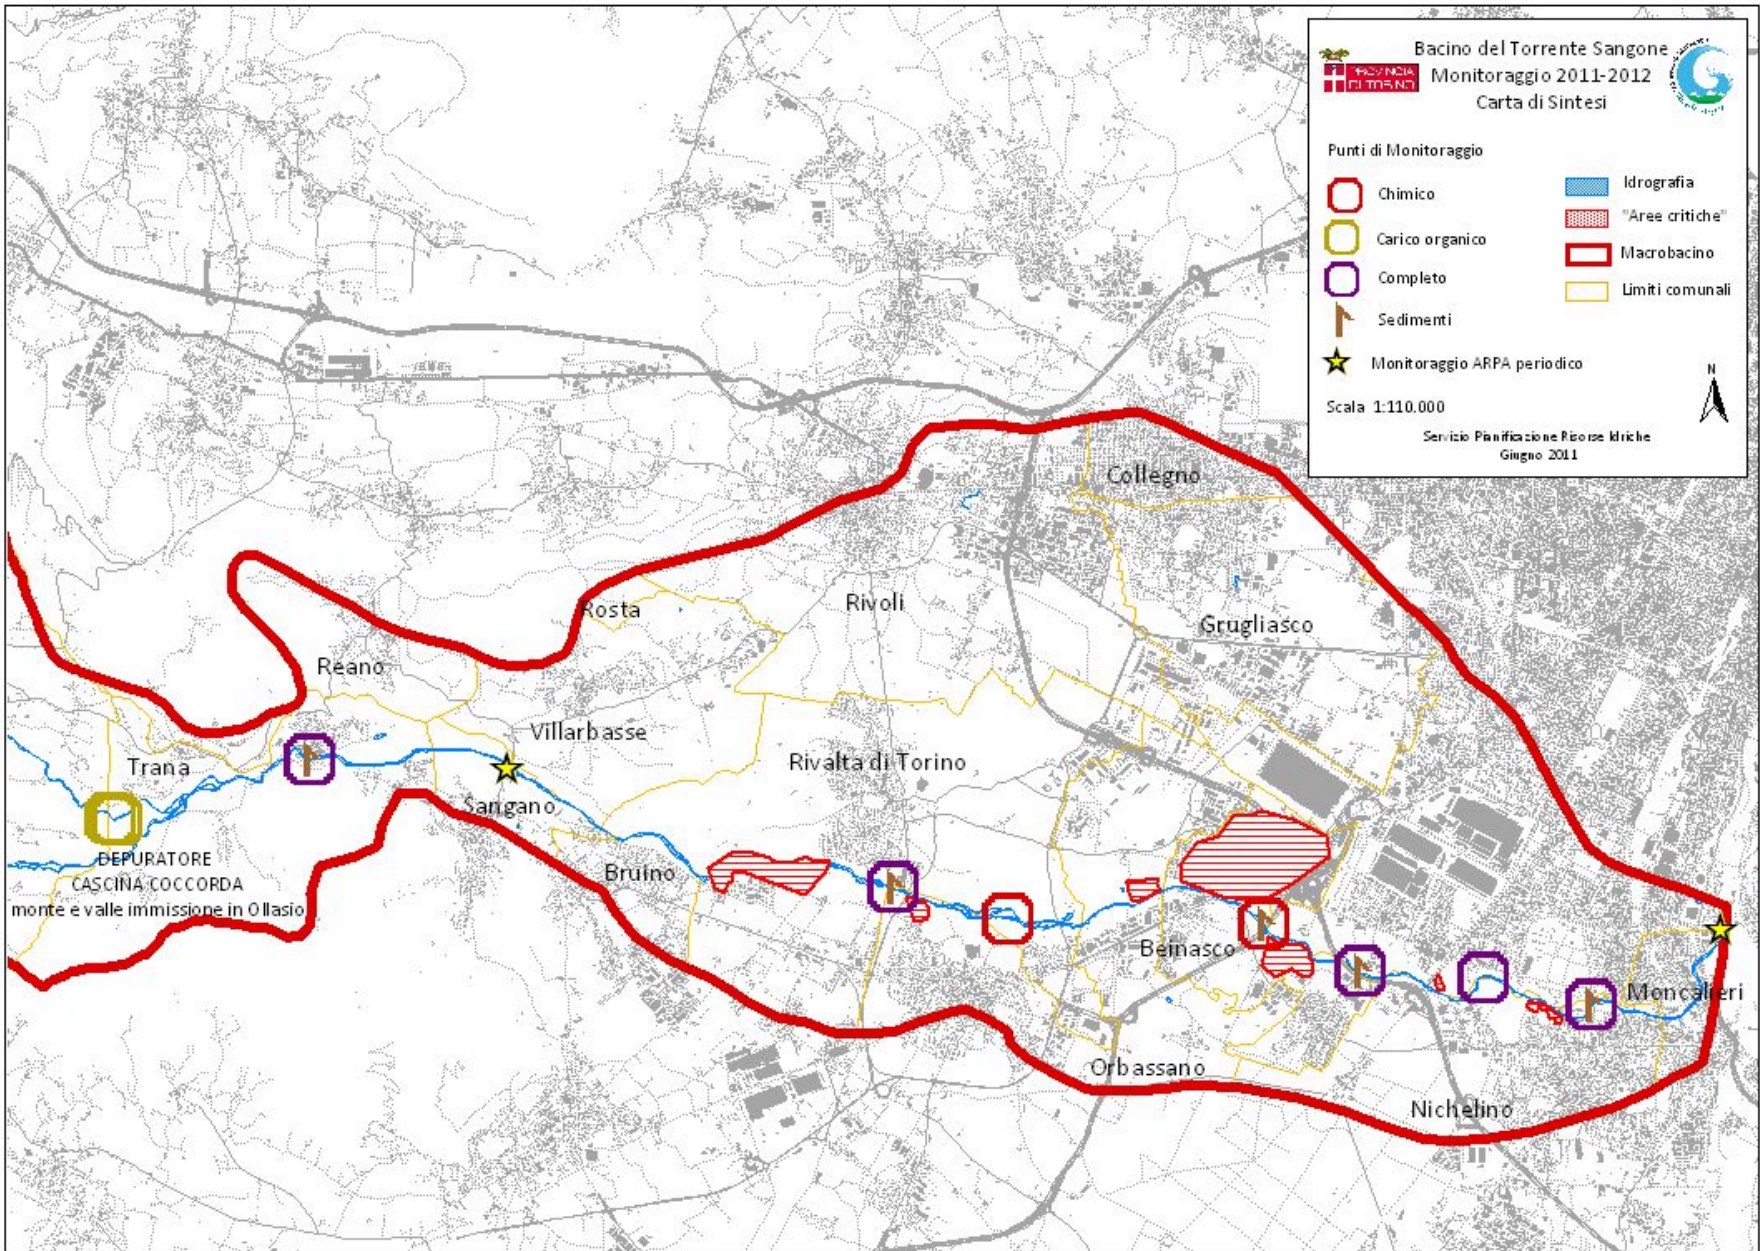 Bacino del Torrente Sangone
Monitoraggio 2011-2012
Carta di Sintesi
PROVINCIA
DI TORINO
Punti di Monitoraggio
Chimico
Carico organico
Completo
Sedimenti
Monitoraggio ARPA periodico
Idrografia
"Aree critiche"
Macrobacino
Limiti comunali
N
Scala 1:110.000
Servizio Pianificazione Risorse Idriche
Giugno 2011
Collegno
Rosta
Rivoli
Grugliasco
Reano
Villarbasse
Trana
Rivalta di Torino
Sangano
DEPURATORE
CASCINA COCCORDA
monte e valle immissione in Ollasio
Bruino
Beinasco
Moncalieri
Orbassano
Nichelino